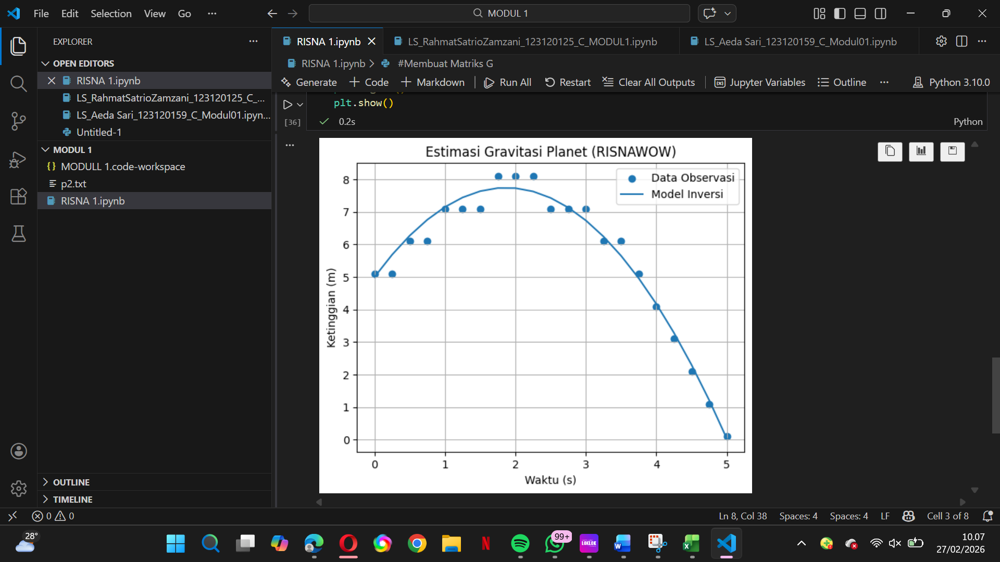 File Edit Selection View Go ···
MODUL 1
EXPLORER
OPEN EDITORS
RISNA 1.ipynb
LS_RahmatSatrioZamzani_123120125_C_...
LS_Aeda Sari_123120159_C_Modul01.ipyn...
Untitled-1
MODUL 1
MODULL 1.code-workspace
p2.txt
RISNA 1.ipynb
OUTLINE
TIMELINE
RISNA 1.ipynb LS_RahmatSatrioZamzani_123120125_C_MODUL1.ipynb LS_Aeda Sari_123120159_C_Modul01.ipynb
RISNA 1.ipynb > #Membuat Matriks G
Generate + Code + Markdown Run All Restart Clear All Outputs Jupyter Variables Outline ··· Python 3.10.0
plt.show()
[36] 0.2s Python
Estimasi Gravitasi Planet (RISNAWOW)
Data Observasi
Model Inversi
Ketinggian (m)
8
7
6
5
4
3
2
1
0
0 1 2 3 4 5
Waktu (s)
0 0 Ln 8, Col 38 Spaces: 4 Spaces: 4 LF Cell 3 of 8
28°
99+
LOKLOK
10.07
27/02/2026